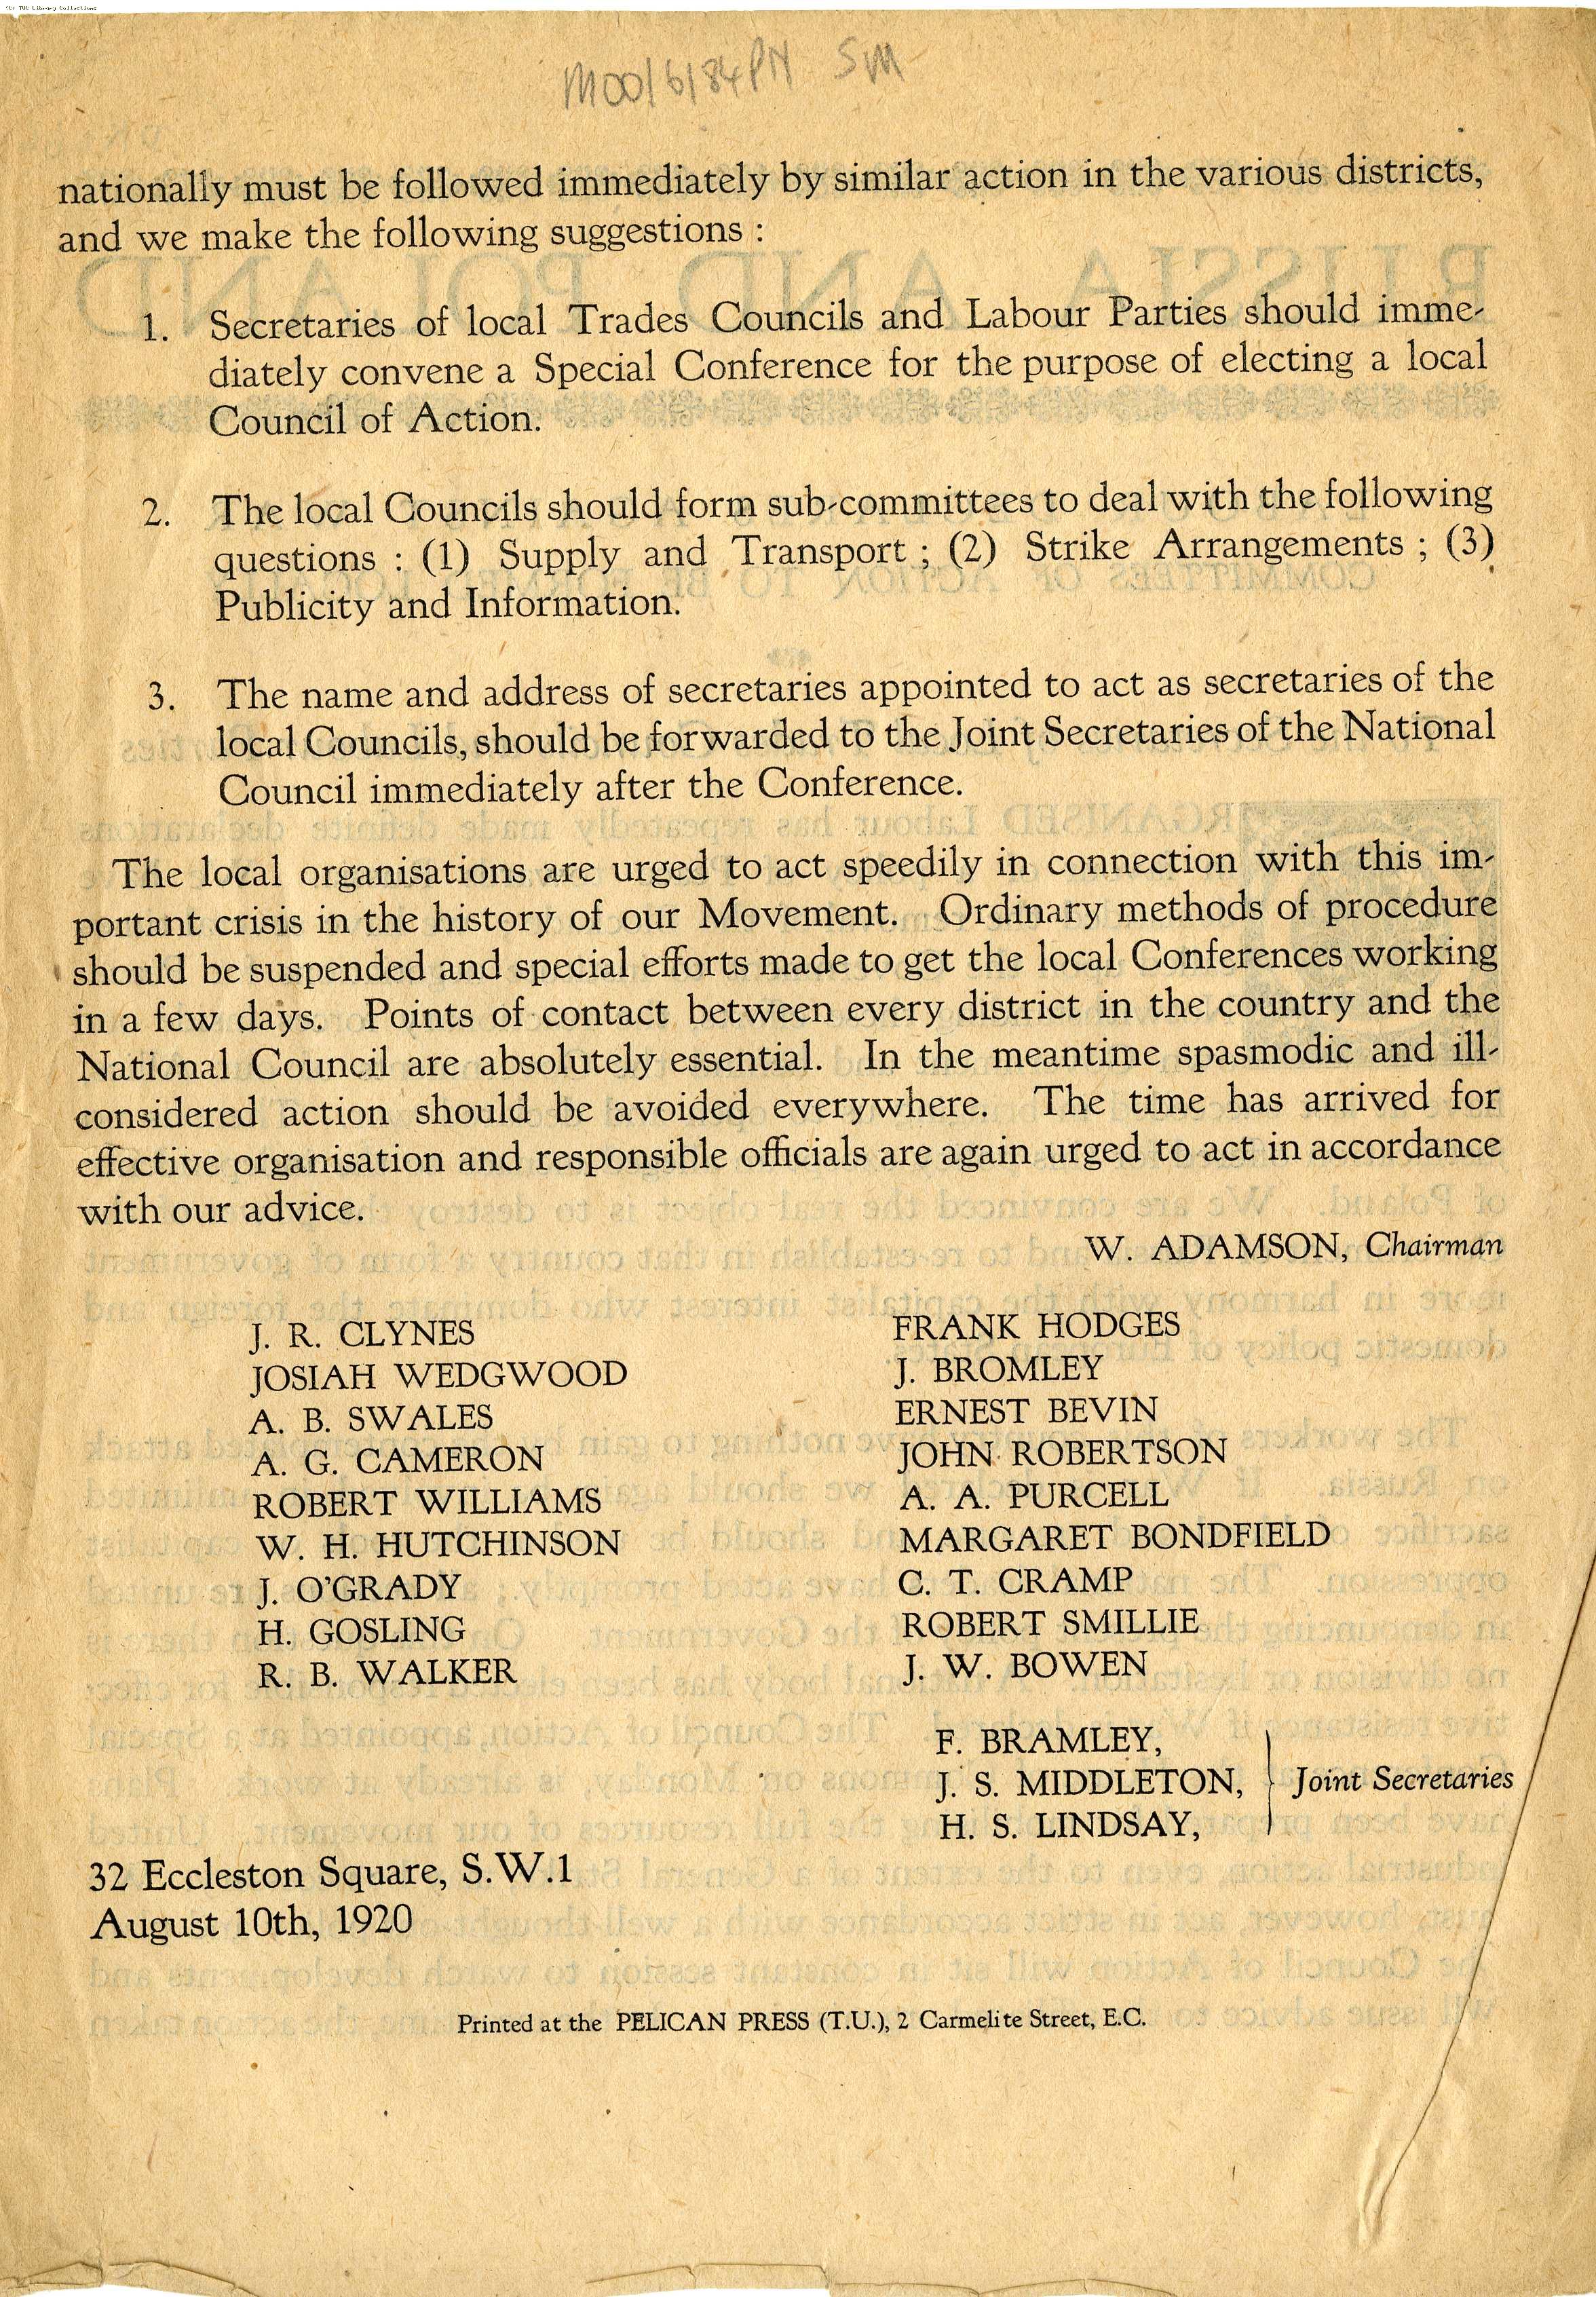 (C) TUC Library Collections
M001/6/84PN SM
nationally must be followed immediately by similar action in the various districts,
and we make the following suggestions :
1. Secretaries of local Trades Councils and Labour Parties should imme-
diately convene a Special Conference for the purpose of electing a local
Council of Action.
2. The local Councils should form sub-committees to deal with the following
questions : (1) Supply and Transport ; (2) Strike Arrangements ; (3)
Publicity and Information.
3. The name and address of secretaries appointed to act as secretaries of the
local Councils, should be forwarded to the Joint Secretaries of the National
Council immediately after the Conference.
The local organisations are urged to act speedily in connection with this im-
portant crisis in the history of our Movement. Ordinary methods of procedure
should be suspended and special efforts made to get the local Conferences working
in a few days. Points of contact between every district in the country and the
National Council are absolutely essential. In the meantime spasmodic and ill-
considered action should be avoided everywhere. The time has arrived for
effective organisation and responsible officials are again urged to act in accordance
with our advice.
W. ADAMSON, Chairman
J. R. CLYNES
JOSIAH WEDGWOOD
A. B. SWALES
A. G. CAMERON
ROBERT WILLIAMS
W. H. HUTCHINSON
J. O'GRADY
H. GOSLING
R. B. WALKER
FRANK HODGES
J. BROMLEY
ERNEST BEVIN
JOHN ROBERTSON
A. A. PURCELL
MARGARET BONDFIELD
C. T. CRAMP
ROBERT SMILLIE
J. W. BOWEN
F. BRAMLEY,
J. S. MIDDLETON,
H. S. LINDSAY,
Joint Secretaries
32 Eccleston Square, S.W.1
August 10th, 1920
Printed at the PELICAN PRESS (T.U.), 2 Carmelite Street, E.C.